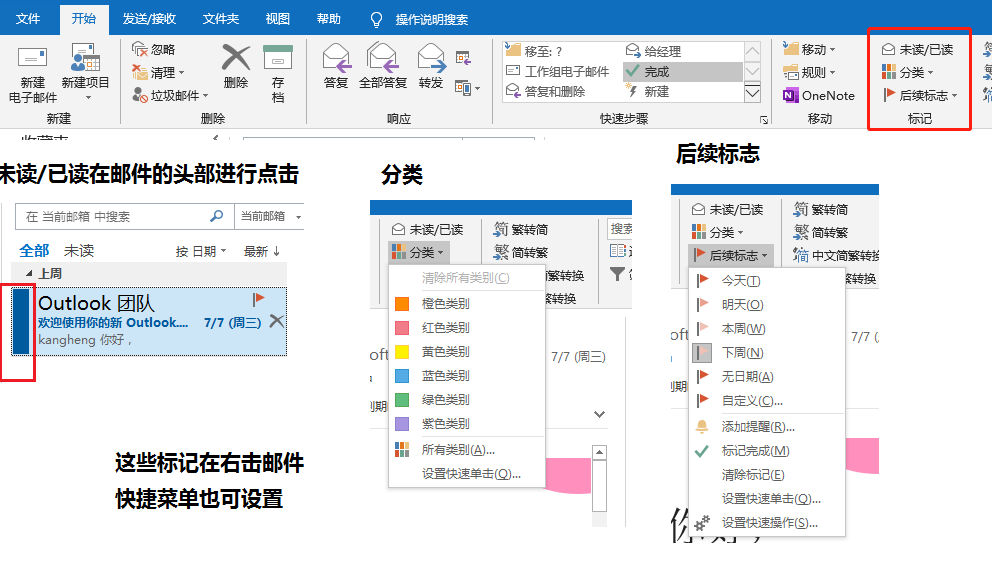 文件 开始 发送/接收 文件夹 视图 帮助 操作说明搜索
忽略 移至: ? 给经理 移动 未读/已读
新建 电子邮件 新建项目 清理 删除 存档 答复 全部答复 转发 工作组电子邮件 完成 规则 分类
垃圾邮件 答复和删除 新建 OneNote 后续标志
新建 删除 响应 快速步骤 移动 标记
未读/已读在邮件的头部进行点击
在 当前邮箱 中搜索 当前邮箱
全部 未读 按 日期 最新 ↓
上周
Outlook 团队
欢迎使用你的新 Outlook.... 7/7 (周三)
kangheng 你好，
这些标记在右击邮件
快捷菜单也可设置
分类
未读/已读 繁转简 搜索
分类 简转繁
清除所有类别(C) 繁转换
橙色类别
红色类别
黄色类别
蓝色类别
绿色类别
紫色类别
所有类别(A)...
设置快速单击(Q)...
7/7 (周三)
后续标志
未读/已读 繁转简
分类 简转繁
后续标志 中文简繁转
今天(T)
明天(O)
本周(W)
下周(N)
无日期(A)
自定义(C)...
添加提醒(R)...
标记完成(M)
清除标记(E)
设置快速单击(Q)...
设置快速操作(S)...
繁转换
7/7